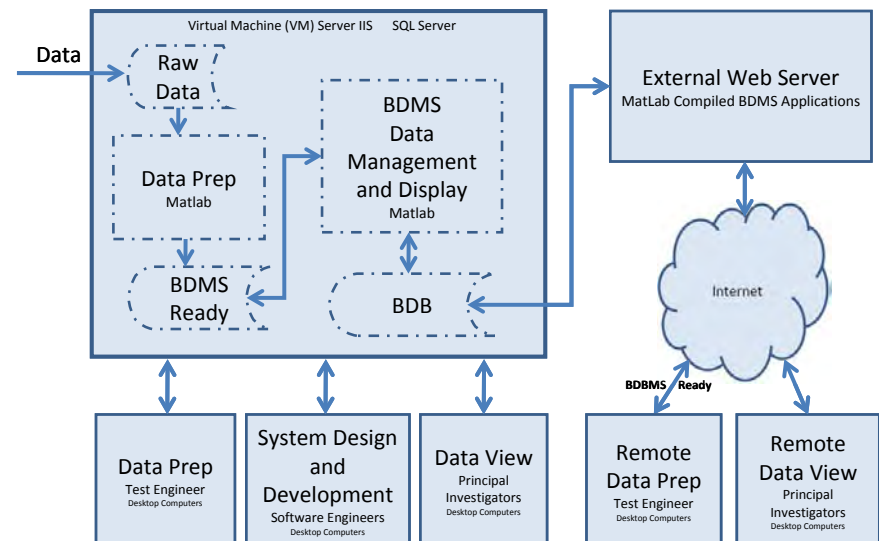 Virtual Machine (VM) Server IIS SQL Server
Data
Raw
Data
Data Prep
Matlab
BDMS
Ready
BDMS
Data
Management
and Display
Matlab
BDB
External Web Server
MatLab Compiled BDMS Applications
Internet
BDBMS Ready
Data Prep
Test Engineer
Desktop Computers
System Design
and
Development
Software Engineers
Desktop Computers
Data View
Principal
Investigators
Desktop Computers
Remote
Data Prep
Test Engineer
Desktop Computers
Remote
Data View
Principal
Investigators
Desktop Computers